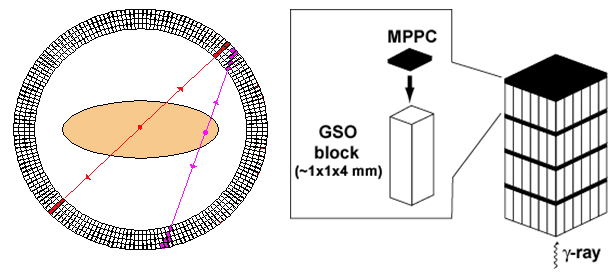 MPPC
GSO
block
(~1x1x4 mm)
γ-ray